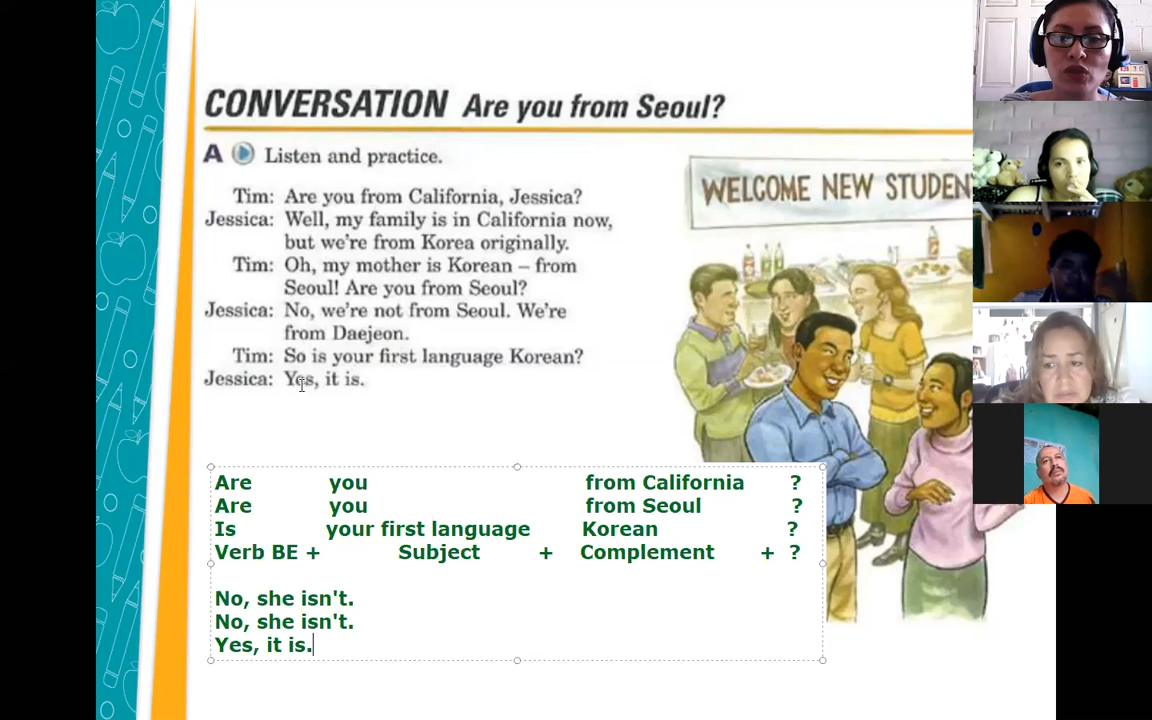 CONVERSATION Are you from Seoul?
A Listen and practice.
Tim: Are you from California, Jessica?
Jessica: Well, my family is in California now,
but we're from Korea originally.
Tim: Oh, my mother is Korean – from
Seoul! Are you from Seoul?
Jessica: No, we're not from Seoul. We're
from Daejeon.
Tim: So is your first language Korean?
Jessica: Yes, it is.
WELCOME NEW STUDEN
Are you from California ?
Are you from Seoul ?
Is your first language Korean ?
Verb BE + Subject + Complement + ?
No, she isn't.
No, she isn't.
Yes, it is.